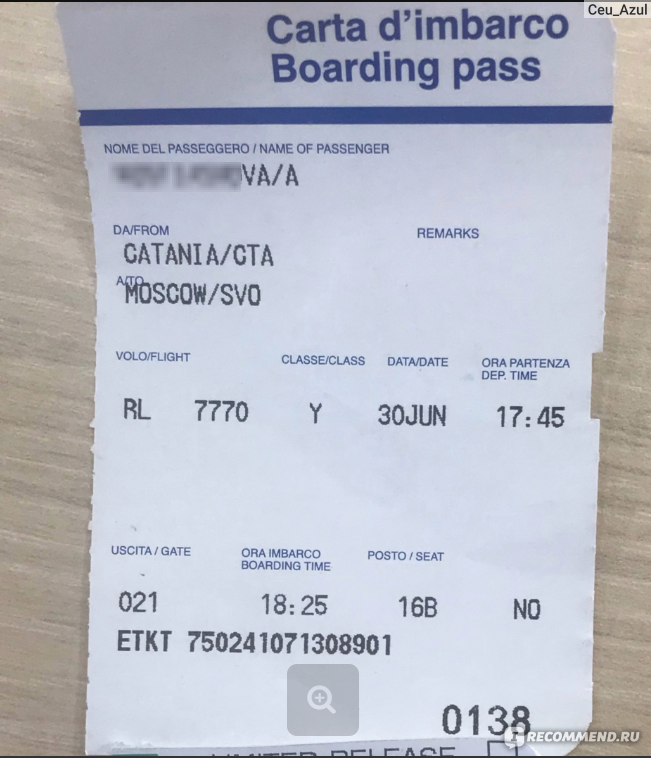 Ceu_Azul
Carta d'imbarco
Boarding pass
NOME DEL PASSEGGERO / NAME OF PASSENGER
VA/A
DA/FROM
REMARKS
CATANIA/CTA
A/TO
MOSCOW/SVO
VOLO/FLIGHT CLASSE/CLASS DATA/DATE ORA PARTENZA
DEP. TIME
RL 7770 Y 30JUN 17:45
USCITA / GATE ORA IMBARCO POSTO / SEAT
BOARDING TIME
021 18:25 16B NO
ETKT 750241071308901
0138
LIMITED RELEASE
IRECOMMEND.RU